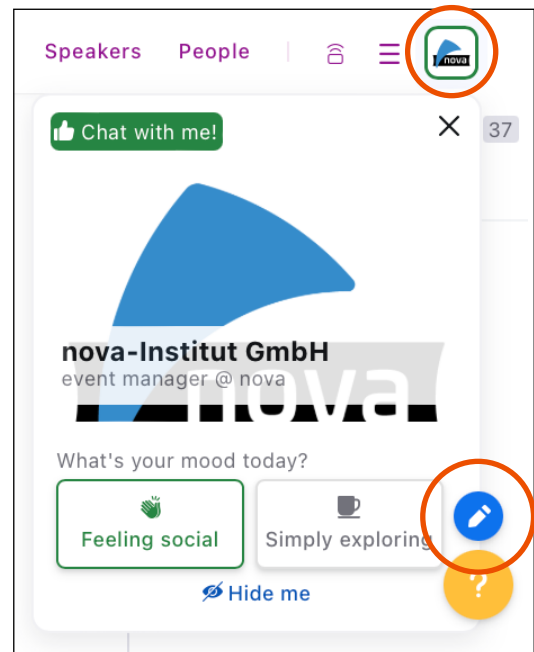 Speakers People
nova
Chat with me!
37
nova-Institut GmbH
event manager @ nova
nova
What's your mood today?
Feeling social
Simply exploring
Hide me
?